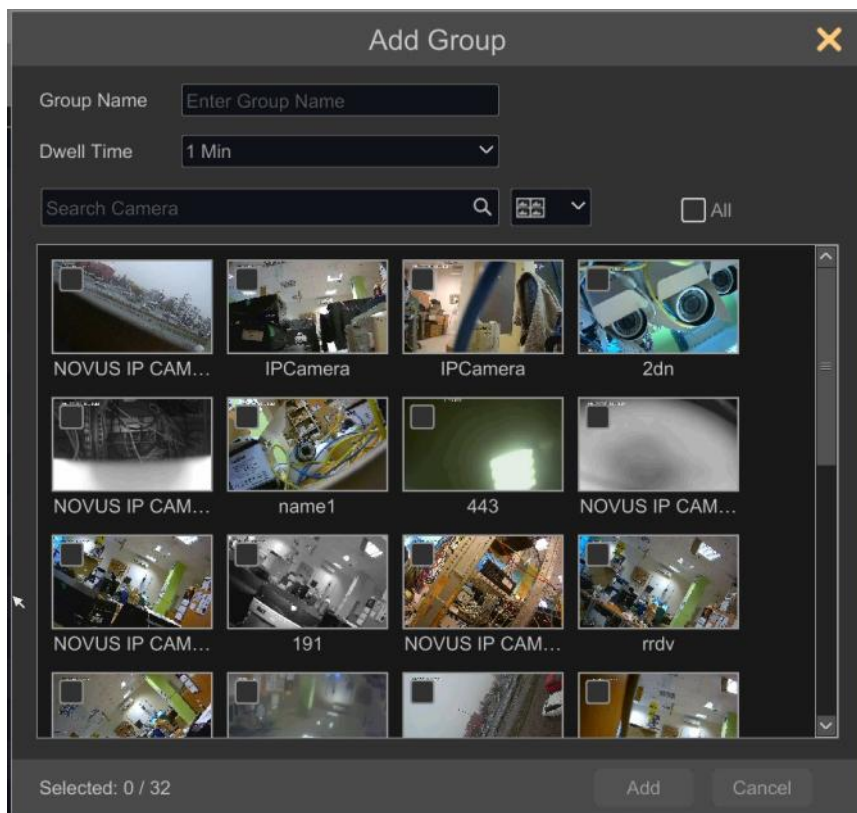 Add Group
Group Name Enter Group Name
Dwell Time 1 Min
Search Camera All
NOVUS IP CAM... IPCamera IPCamera 2dn
NOVUS IP CAM... name1 443 NOVUS IP CAM...
NOVUS IP CAM... 191 NOVUS IP CAM... rrdv
Selected: 0 / 32 Add Cancel